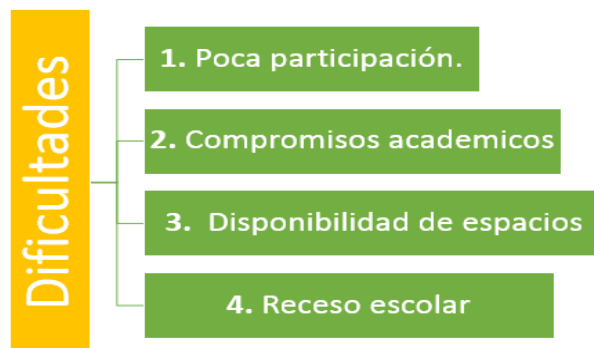 Dificultades
1. Poca participación.
2. Compromisos academicos
3. Disponibilidad de espacios
4. Receso escolar